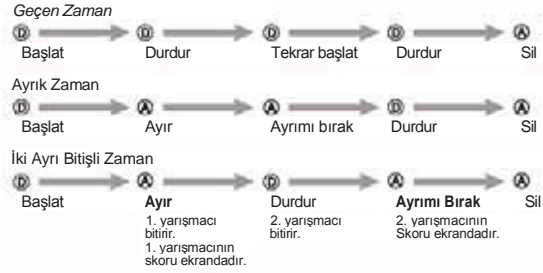 Geçen Zaman
D D D D A
Başlat Durdur Tekrar başlat Durdur Sil
Ayrık Zaman
D A A D A
Başlat Ayır Ayrımı bırak Durdur Sil
İki Ayrı Bitişli Zaman
D A D A A
Başlat Ayır Durdur Ayrımı Bırak Sil
1. yarışmacı 2. yarışmacı 2. yarışmacının
bitirir. bitirir. Skoru ekrandadır.
1. yarışmacının
skoru ekrandadır.